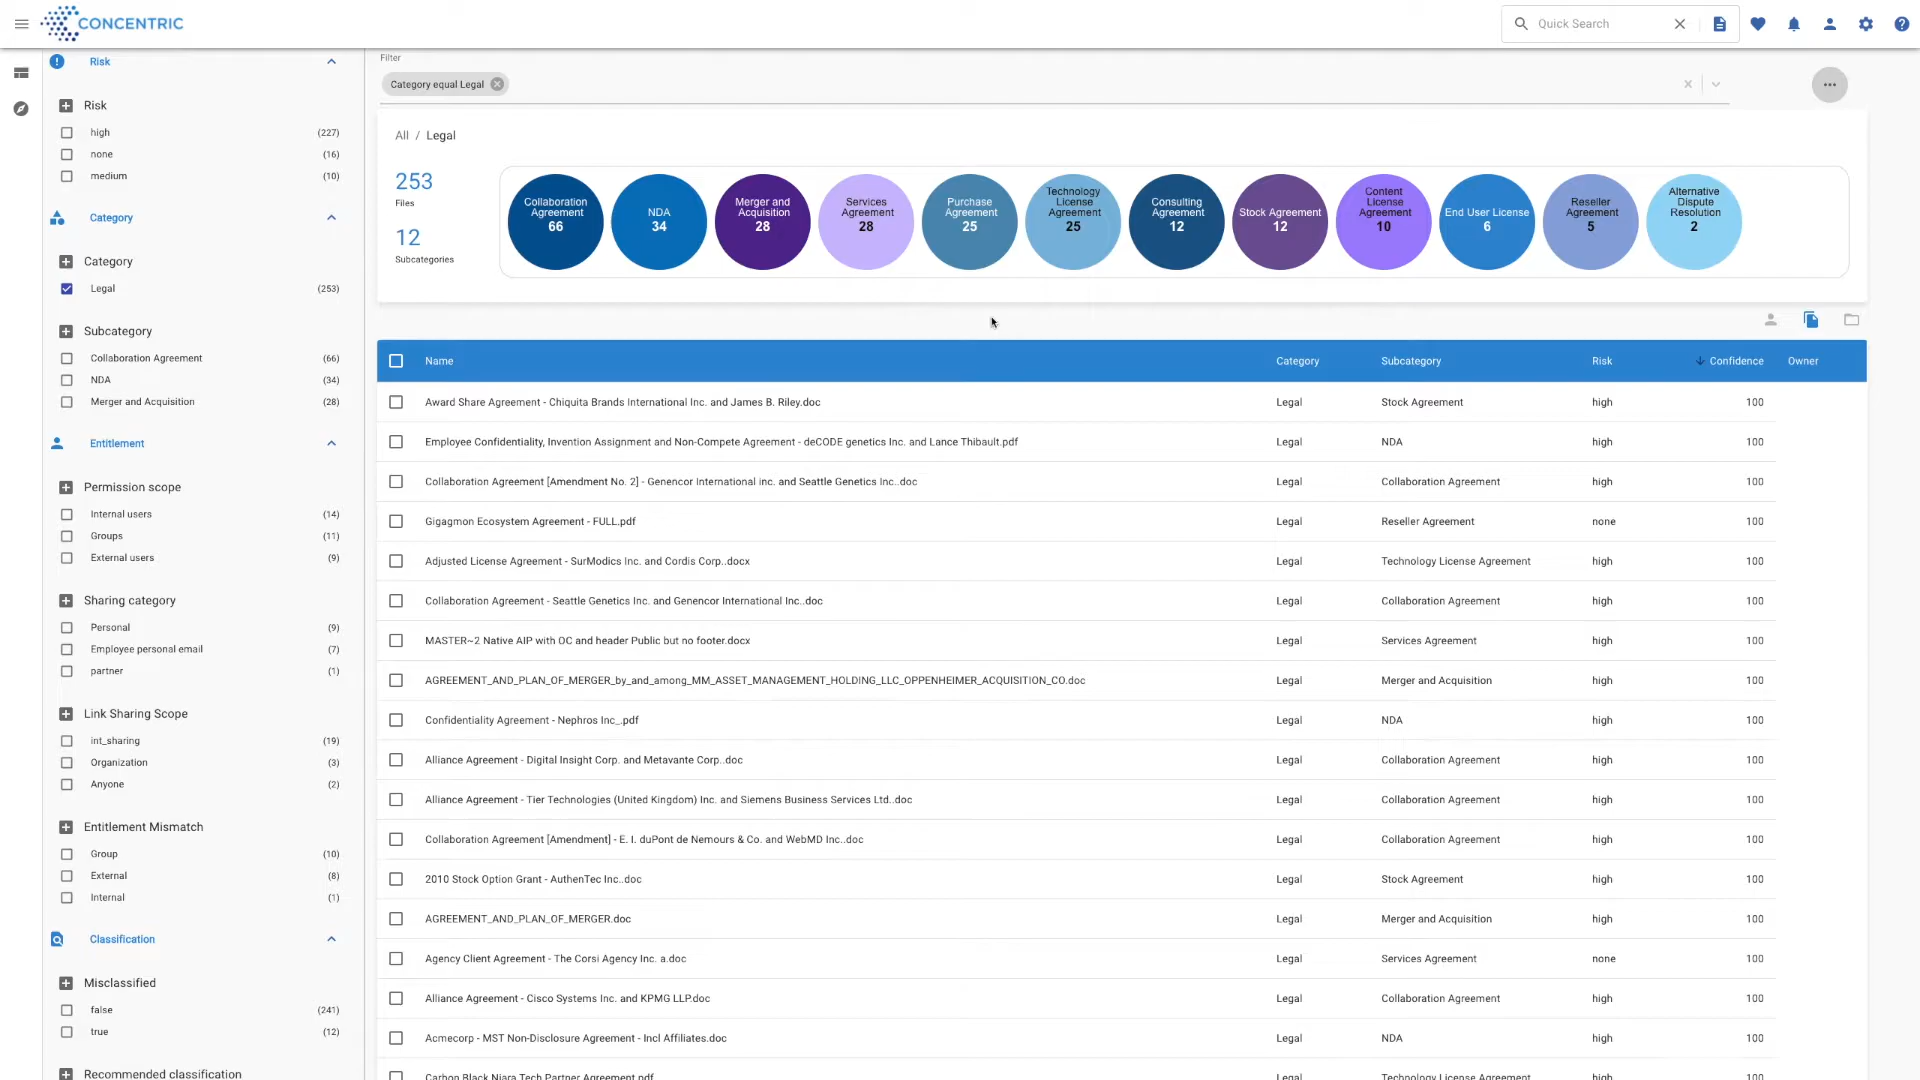 CONCENTRIC
Quick Search
Risk
Risk
high (227)
none (16)
medium (10)
Category
Category
Legal (253)
Subcategory
Collaboration Agreement (66)
NDA (34)
Merger and Acquisition (28)
Entitlement
Permission scope
Internal users (14)
Groups (11)
External users (9)
Sharing category
Personal (9)
Employee personal email (7)
partner (1)
Link Sharing Scope
int_sharing (19)
Organization (3)
Anyone (2)
Entitlement Mismatch
Group (10)
External (8)
Internal (1)
Classification
Misclassified
false (241)
true (12)
Recommended classification
Filter
Category equal Legal
All / Legal
253
Files
12
Subcategories
Collaboration
Agreement
66
NDA
34
Merger and
Acquisition
28
Services
Agreement
28
Purchase
Agreement
25
Technology
License
Agreement
25
Consulting
Agreement
12
Stock Agreement
12
Content
License
Agreement
10
End User License
6
Reseller
Agreement
5
Alternative
Dispute
Resolution
2
Name Category Subcategory Risk Confidence Owner
Award Share Agreement - Chiquita Brands International Inc. and James B. Riley.doc Legal Stock Agreement high 100
Employee Confidentiality, Invention Assignment and Non-Compete Agreement - deCODE genetics Inc. and Lance Thibault.pdf Legal NDA high 100
Collaboration Agreement [Amendment No. 2] - Genencor International inc. and Seattle Genetics Inc..doc Legal Collaboration Agreement high 100
Gigagmon Ecosystem Agreement - FULL.pdf Legal Reseller Agreement none 100
Adjusted License Agreement - SurModics Inc. and Cordis Corp..docx Legal Technology License Agreement high 100
Collaboration Agreement - Seattle Genetics Inc. and Genencor International Inc..doc Legal Collaboration Agreement high 100
MASTER~2 Native AIP with OC and header Public but no footer.docx Legal Services Agreement high 100
AGREEMENT_AND_PLAN_OF_MERGER_by_and_among_MM_ASSET_MANAGEMENT_HOLDING_LLC_OPPENHEIMER_ACQUISITION_CO.doc Legal Merger and Acquisition high 100
Confidentiality Agreement - Nephros Inc_.pdf Legal NDA high 100
Alliance Agreement - Digital Insight Corp. and Metavante Corp..doc Legal Collaboration Agreement high 100
Alliance Agreement - Tier Technologies (United Kingdom) Inc. and Siemens Business Services Ltd..doc Legal Collaboration Agreement high 100
Collaboration Agreement [Amendment] - E. I. duPont de Nemours & Co. and WebMD Inc..doc Legal Collaboration Agreement high 100
2010 Stock Option Grant - AuthenTec Inc..doc Legal Stock Agreement high 100
AGREEMENT_AND_PLAN_OF_MERGER.doc Legal Merger and Acquisition high 100
Agency Client Agreement - The Corsi Agency Inc. a.doc Legal Services Agreement none 100
Alliance Agreement - Cisco Systems Inc. and KPMG LLP.doc Legal Collaboration Agreement high 100
Acmecorp - MST Non-Disclosure Agreement - Incl Affiliates.doc Legal NDA high 100
Carbon Black Niara Tech Partner Agreement.pdf Legal Technology License Agreement high 100